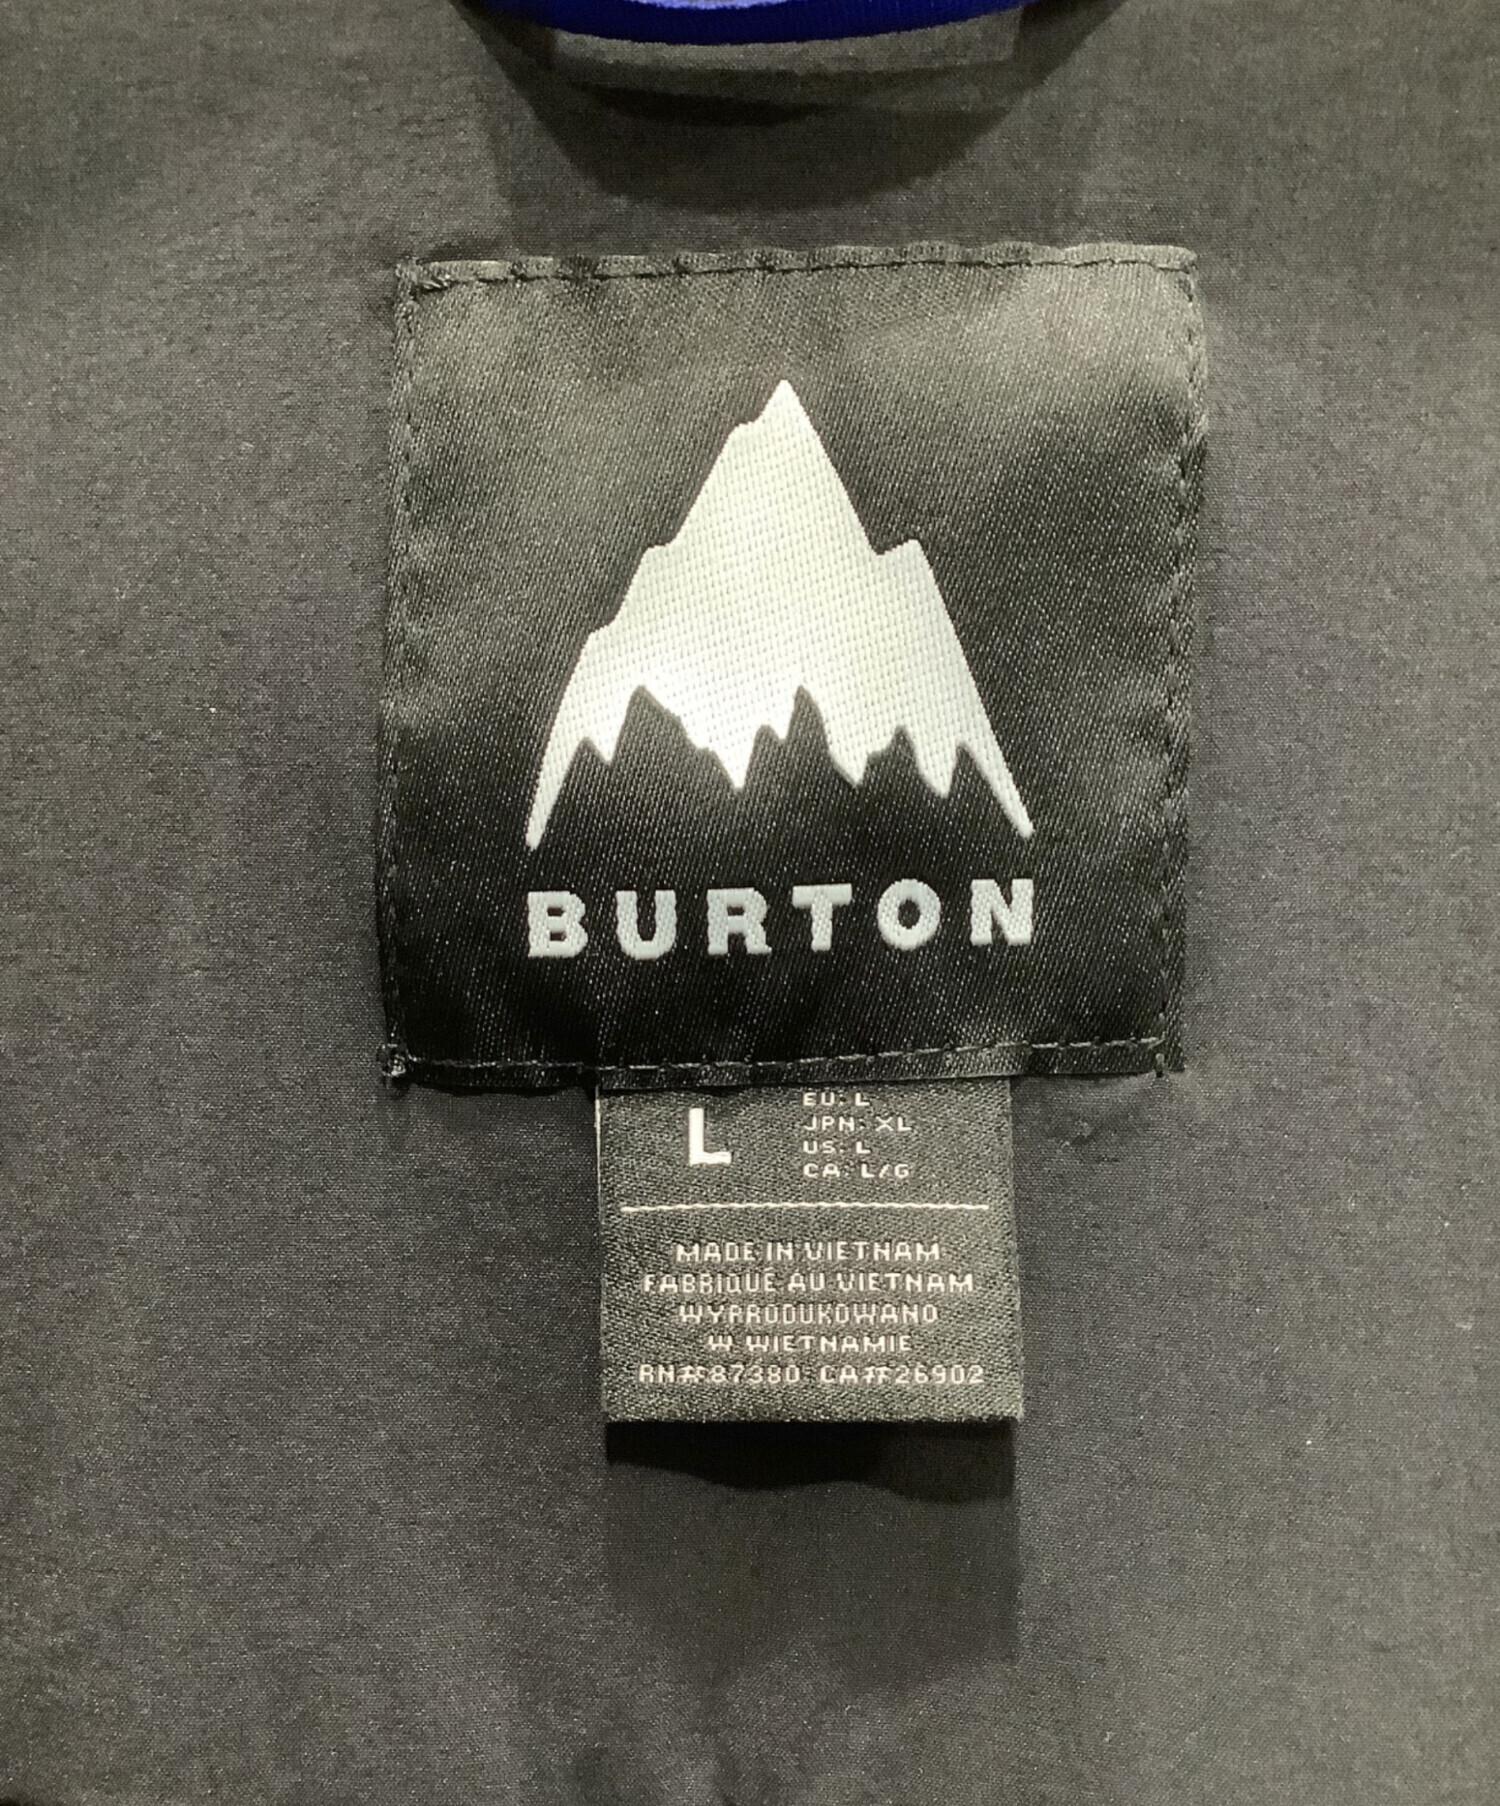 BURTON
L
EU: L
JPN: XL
US: L
CA: L/G
MADE IN VIETNAM
FABRIQUÉ AU VIETNAM
WYPRODUKOWANO
W WIETNAMIE
RN#87380 CA#26902